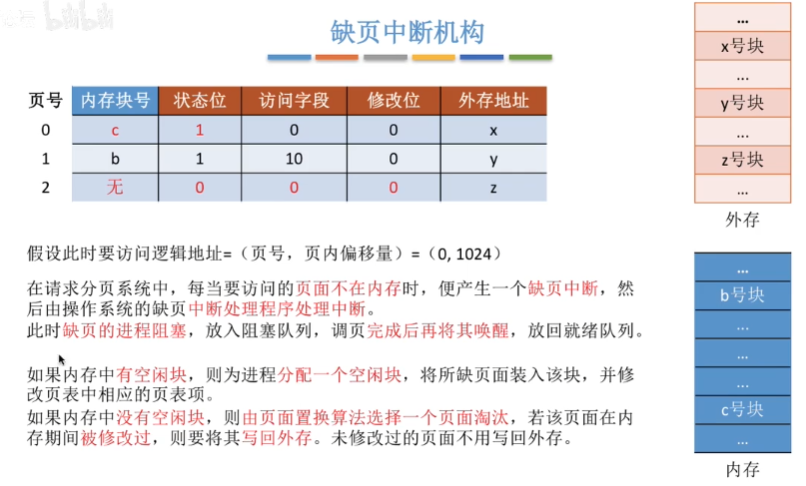 bilibili
缺页中断机构
页号 内存块号 状态位 访问字段 修改位 外存地址
0 c 1 0 0 x
1 b 1 10 0 y
2 无 0 0 0 z
假设此时要访问逻辑地址=（页号，页内偏移量）=（0, 1024）
在请求分页系统中，每当要访问的页面不在内存时，便产生一个缺页中断，然
后由操作系统的缺页中断处理程序处理中断。
此时缺页的进程阻塞，放入阻塞队列，调页完成后再将其唤醒，放回就绪队列。
如果内存中有空闲块，则为进程分配一个空闲块，将所缺页面装入该块，并修
改页表中相应的页表项。
如果内存中没有空闲块，则由页面置换算法选择一个页面淘汰，若该页面在内
存期间被修改过，则要将其写回外存。未修改过的页面不用写回外存。
...
x号块
...
y号块
...
z号块
...
外存
...
b号块
...
...
...
c号块
...
内存